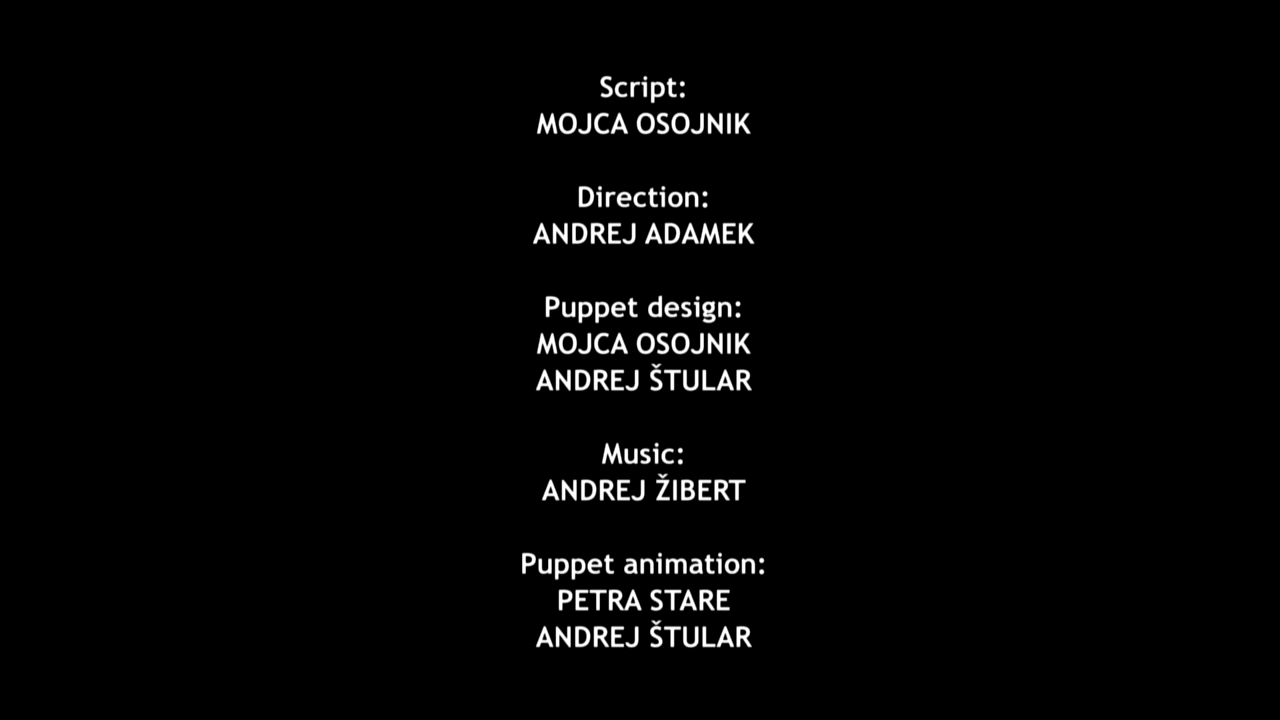 Script:
MOJCA OSOJNIK
Direction:
ANDREJ ADAMEK
Puppet design:
MOJCA OSOJNIK
ANDREJ ŠTULAR
Music:
ANDREJ ŽIBERT
Puppet animation:
PETRA STARE
ANDREJ ŠTULAR